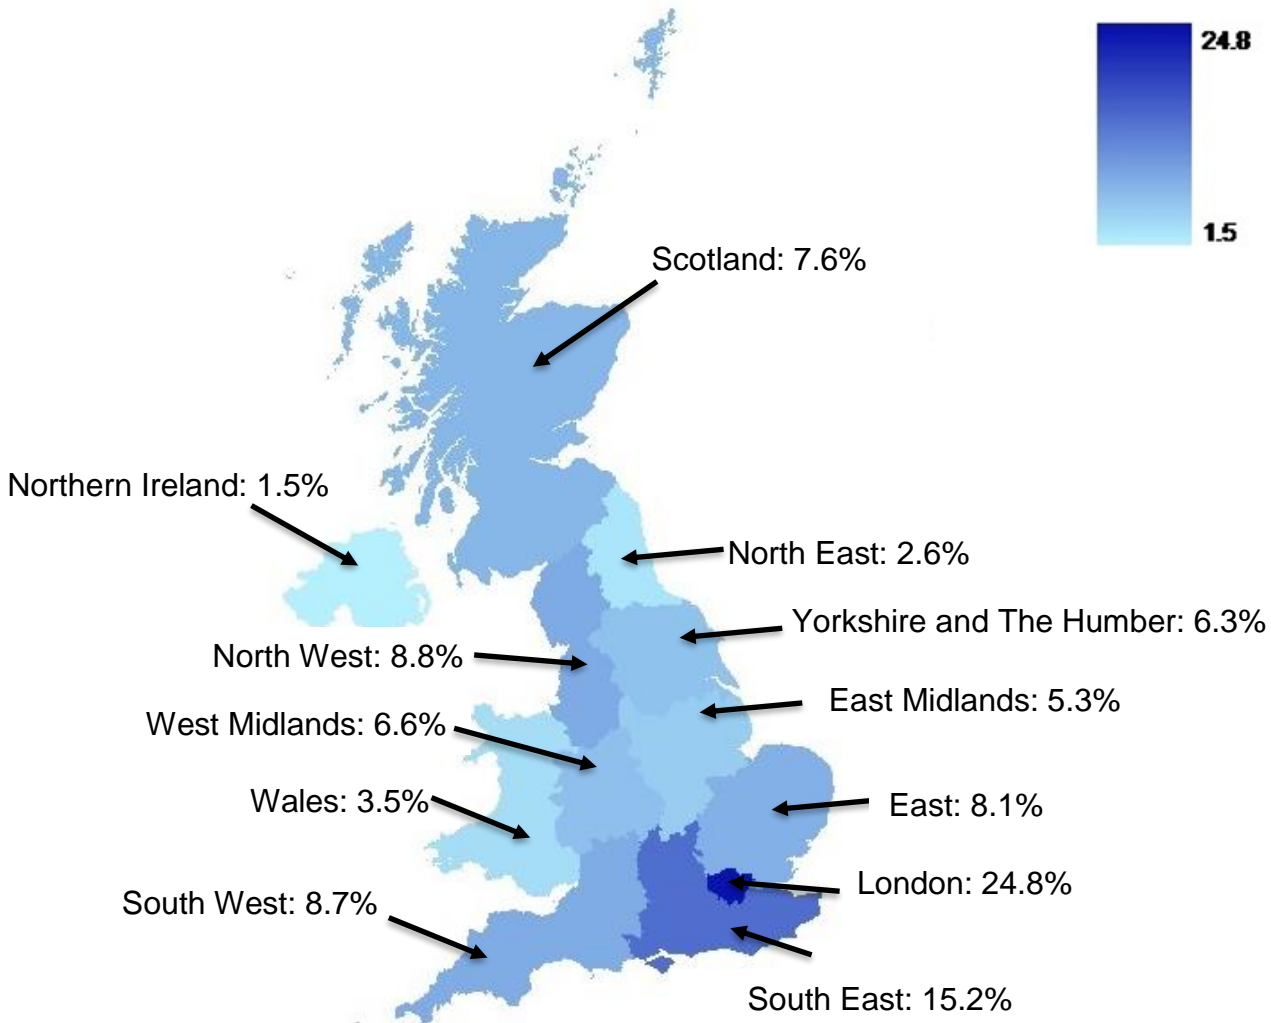 24.8
1.5
Scotland: 7.6%
Northern Ireland: 1.5%
North East: 2.6%
Yorkshire and The Humber: 6.3%
North West: 8.8%
East Midlands: 5.3%
West Midlands: 6.6%
Wales: 3.5%
East: 8.1%
London: 24.8%
South West: 8.7%
South East: 15.2%